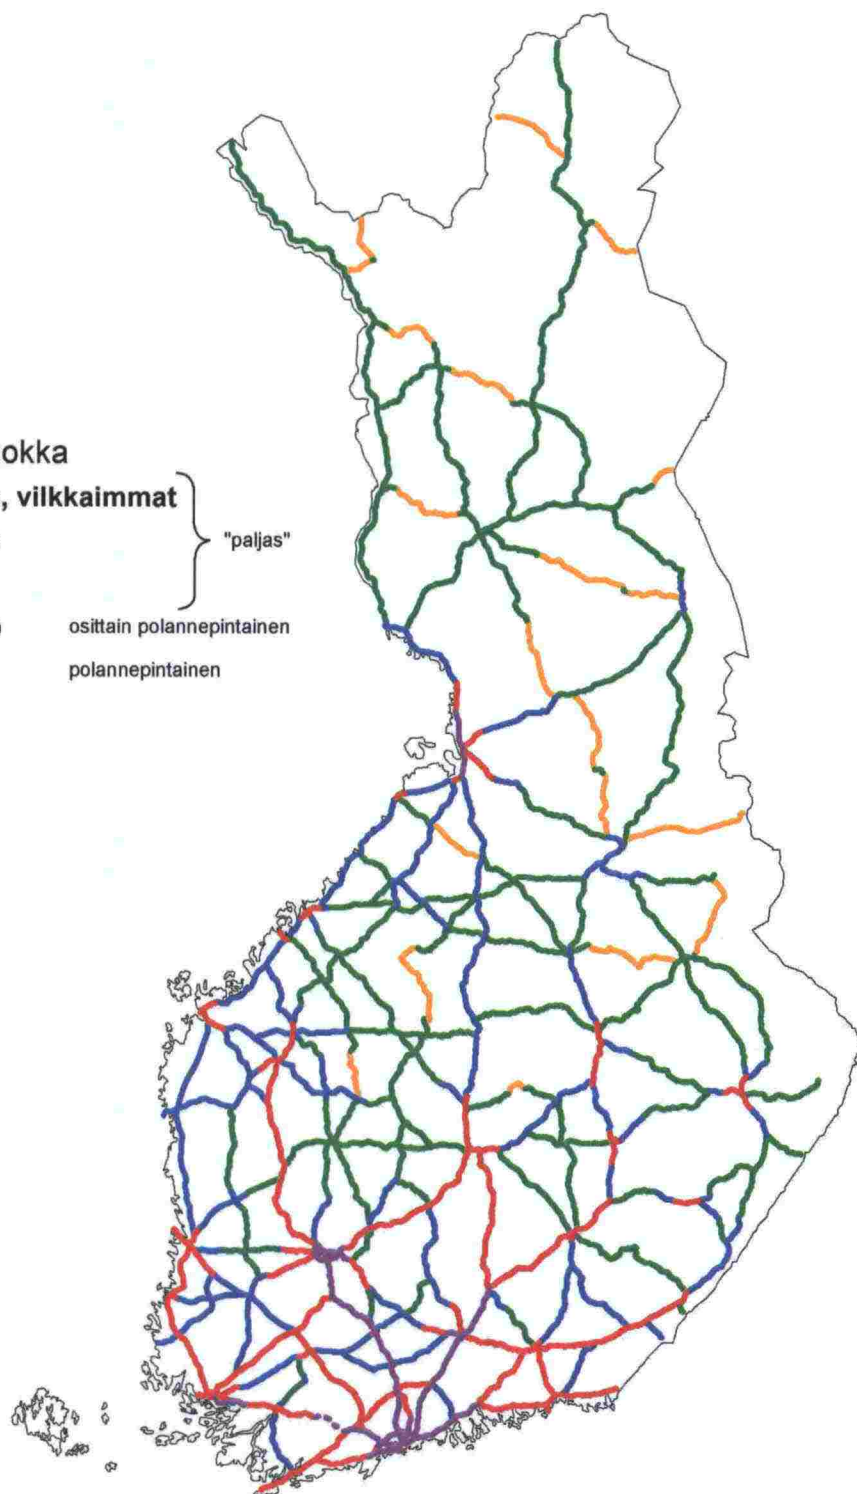 okka
, vilkkaimmat
"paljas"
osittain polannepintainen
polannepintainen